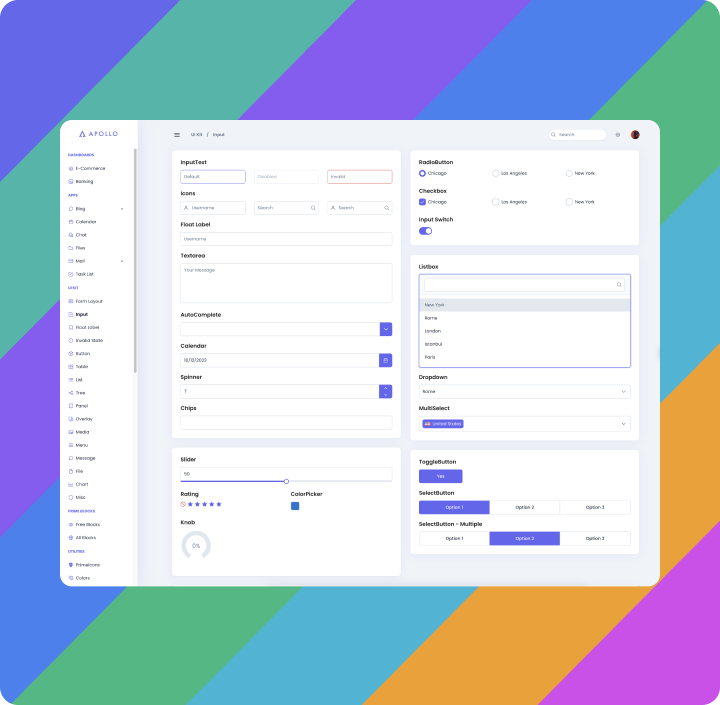 APOLLO
DASHBOARDS
E-Commerce
Banking
APPS
Blog
Calendar
Chat
Files
Mail
Task List
UI KIT
Form Layout
Input
Float Label
Invalid State
Button
Table
List
Tree
Panel
Overlay
Media
Menu
Message
File
Chart
Misc
PRIMEBLOCKS
Free Blocks
All Blocks
UTILITIES
PrimeIcons
Colors
UI Kit / Input
Search
InputText
Default
Disabled
Invalid
Icons
Username
Search
Search
Float Label
Username
Textarea
Your Message
AutoComplete
Calendar
10/10/2023
Spinner
7
Chips
Slider
50
Rating
ColorPicker
Knob
0%
RadioButton
Chicago
Los Angeles
New York
Checkbox
Chicago
Los Angeles
New York
Input Switch
Listbox
New York
Rome
London
Istanbul
Paris
Dropdown
Rome
MultiSelect
United States
ToggleButton
Yes
SelectButton
Option 1
Option 2
Option 3
SelectButton - Multiple
Option 1
Option 2
Option 3